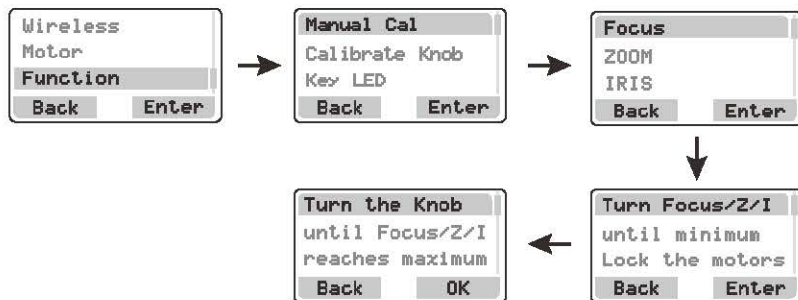 Wireless
Motor
Function
Back Enter
Manual Cal
Calibrate Knob
Key LED
Back Enter
Focus
ZOOM
IRIS
Back Enter
Turn Focus/Z/I
until minimum
Lock the motors
Back Enter
Turn the Knob
until Focus/Z/I
reaches maximum
Back OK